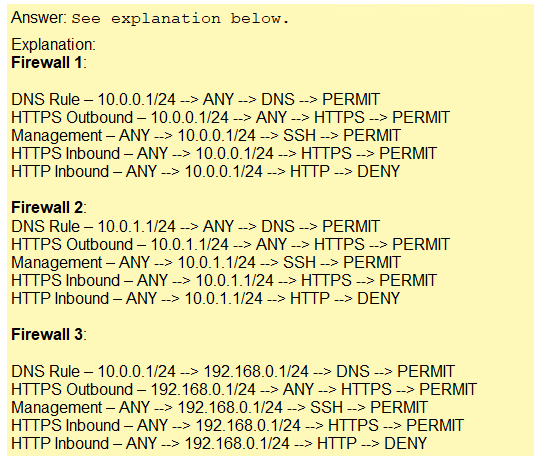 Answer: See explanation below.
Explanation:
Firewall 1:
DNS Rule – 10.0.0.1/24 --> ANY --> DNS --> PERMIT
HTTPS Outbound – 10.0.0.1/24 --> ANY --> HTTPS --> PERMIT
Management – ANY --> 10.0.0.1/24 --> SSH --> PERMIT
HTTPS Inbound – ANY --> 10.0.0.1/24 --> HTTPS --> PERMIT
HTTP Inbound – ANY --> 10.0.0.1/24 --> HTTP --> DENY
Firewall 2:
DNS Rule – 10.0.1.1/24 --> ANY --> DNS --> PERMIT
HTTPS Outbound – 10.0.1.1/24 --> ANY --> HTTPS --> PERMIT
Management – ANY --> 10.0.1.1/24 --> SSH --> PERMIT
HTTPS Inbound – ANY --> 10.0.1.1/24 --> HTTPS --> PERMIT
HTTP Inbound – ANY --> 10.0.1.1/24 --> HTTP --> DENY
Firewall 3:
DNS Rule – 10.0.0.1/24 --> 192.168.0.1/24 --> DNS --> PERMIT
HTTPS Outbound – 192.168.0.1/24 --> ANY --> HTTPS --> PERMIT
Management – ANY --> 192.168.0.1/24 --> SSH --> PERMIT
HTTPS Inbound – ANY --> 192.168.0.1/24 --> HTTPS --> PERMIT
HTTP Inbound – ANY --> 192.168.0.1/24 --> HTTP --> DENY